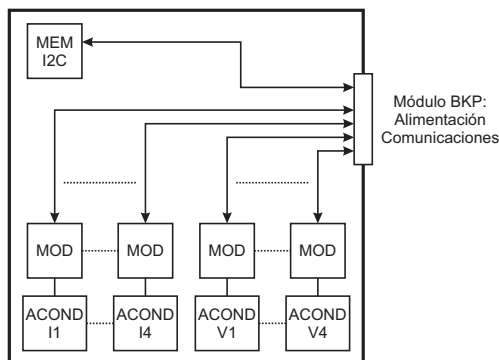 MEM
I2C
Módulo BKP:
Alimentación
Comunicaciones
MOD
MOD
MOD
MOD
ACOND
I1
ACOND
I4
ACOND
V1
ACOND
V4